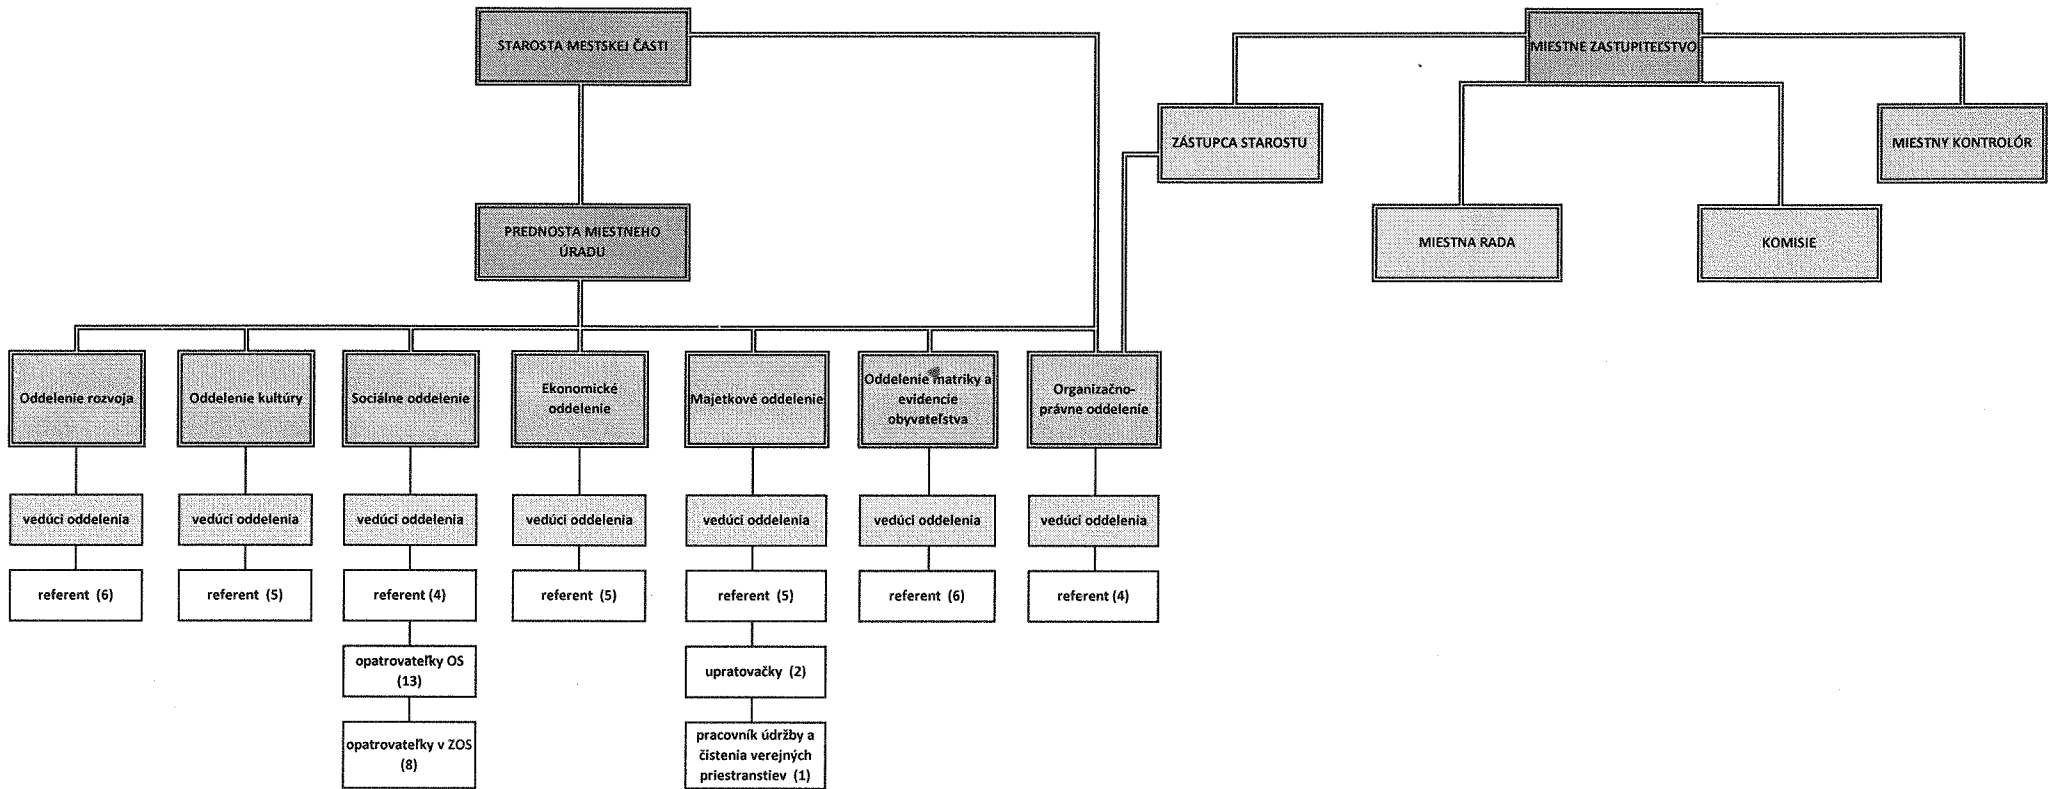 STAROSTA MESTSKEJ ČASTI
MIESTNE ZASTUPITEĽSTVO
ZÁSTUPCA STAROSTU
MIESTNY KONTROLÓR
PREDNOSTA MIESTNEHO
ÚRADU
MIESTNA RADA
KOMISIE
Oddelenie rozvoja
Oddelenie kultúry
Sociálne oddelenie
Ekonomické
oddelenie
Majetkové oddelenie
Oddelenie matriky a
evidencie
obyvateľstva
Organizačno-
právne oddelenie
vedúci oddelenia
vedúci oddelenia
vedúci oddelenia
vedúci oddelenia
vedúci oddelenia
vedúci oddelenia
vedúci oddelenia
referent (6)
referent (5)
referent (4)
referent (5)
referent (5)
referent (6)
referent (4)
opatrovateľky OS
(13)
upratovačky (2)
opatrovateľky v ZOS
(8)
pracovník údržby a
čistenia verejných
priestranstiev (1)